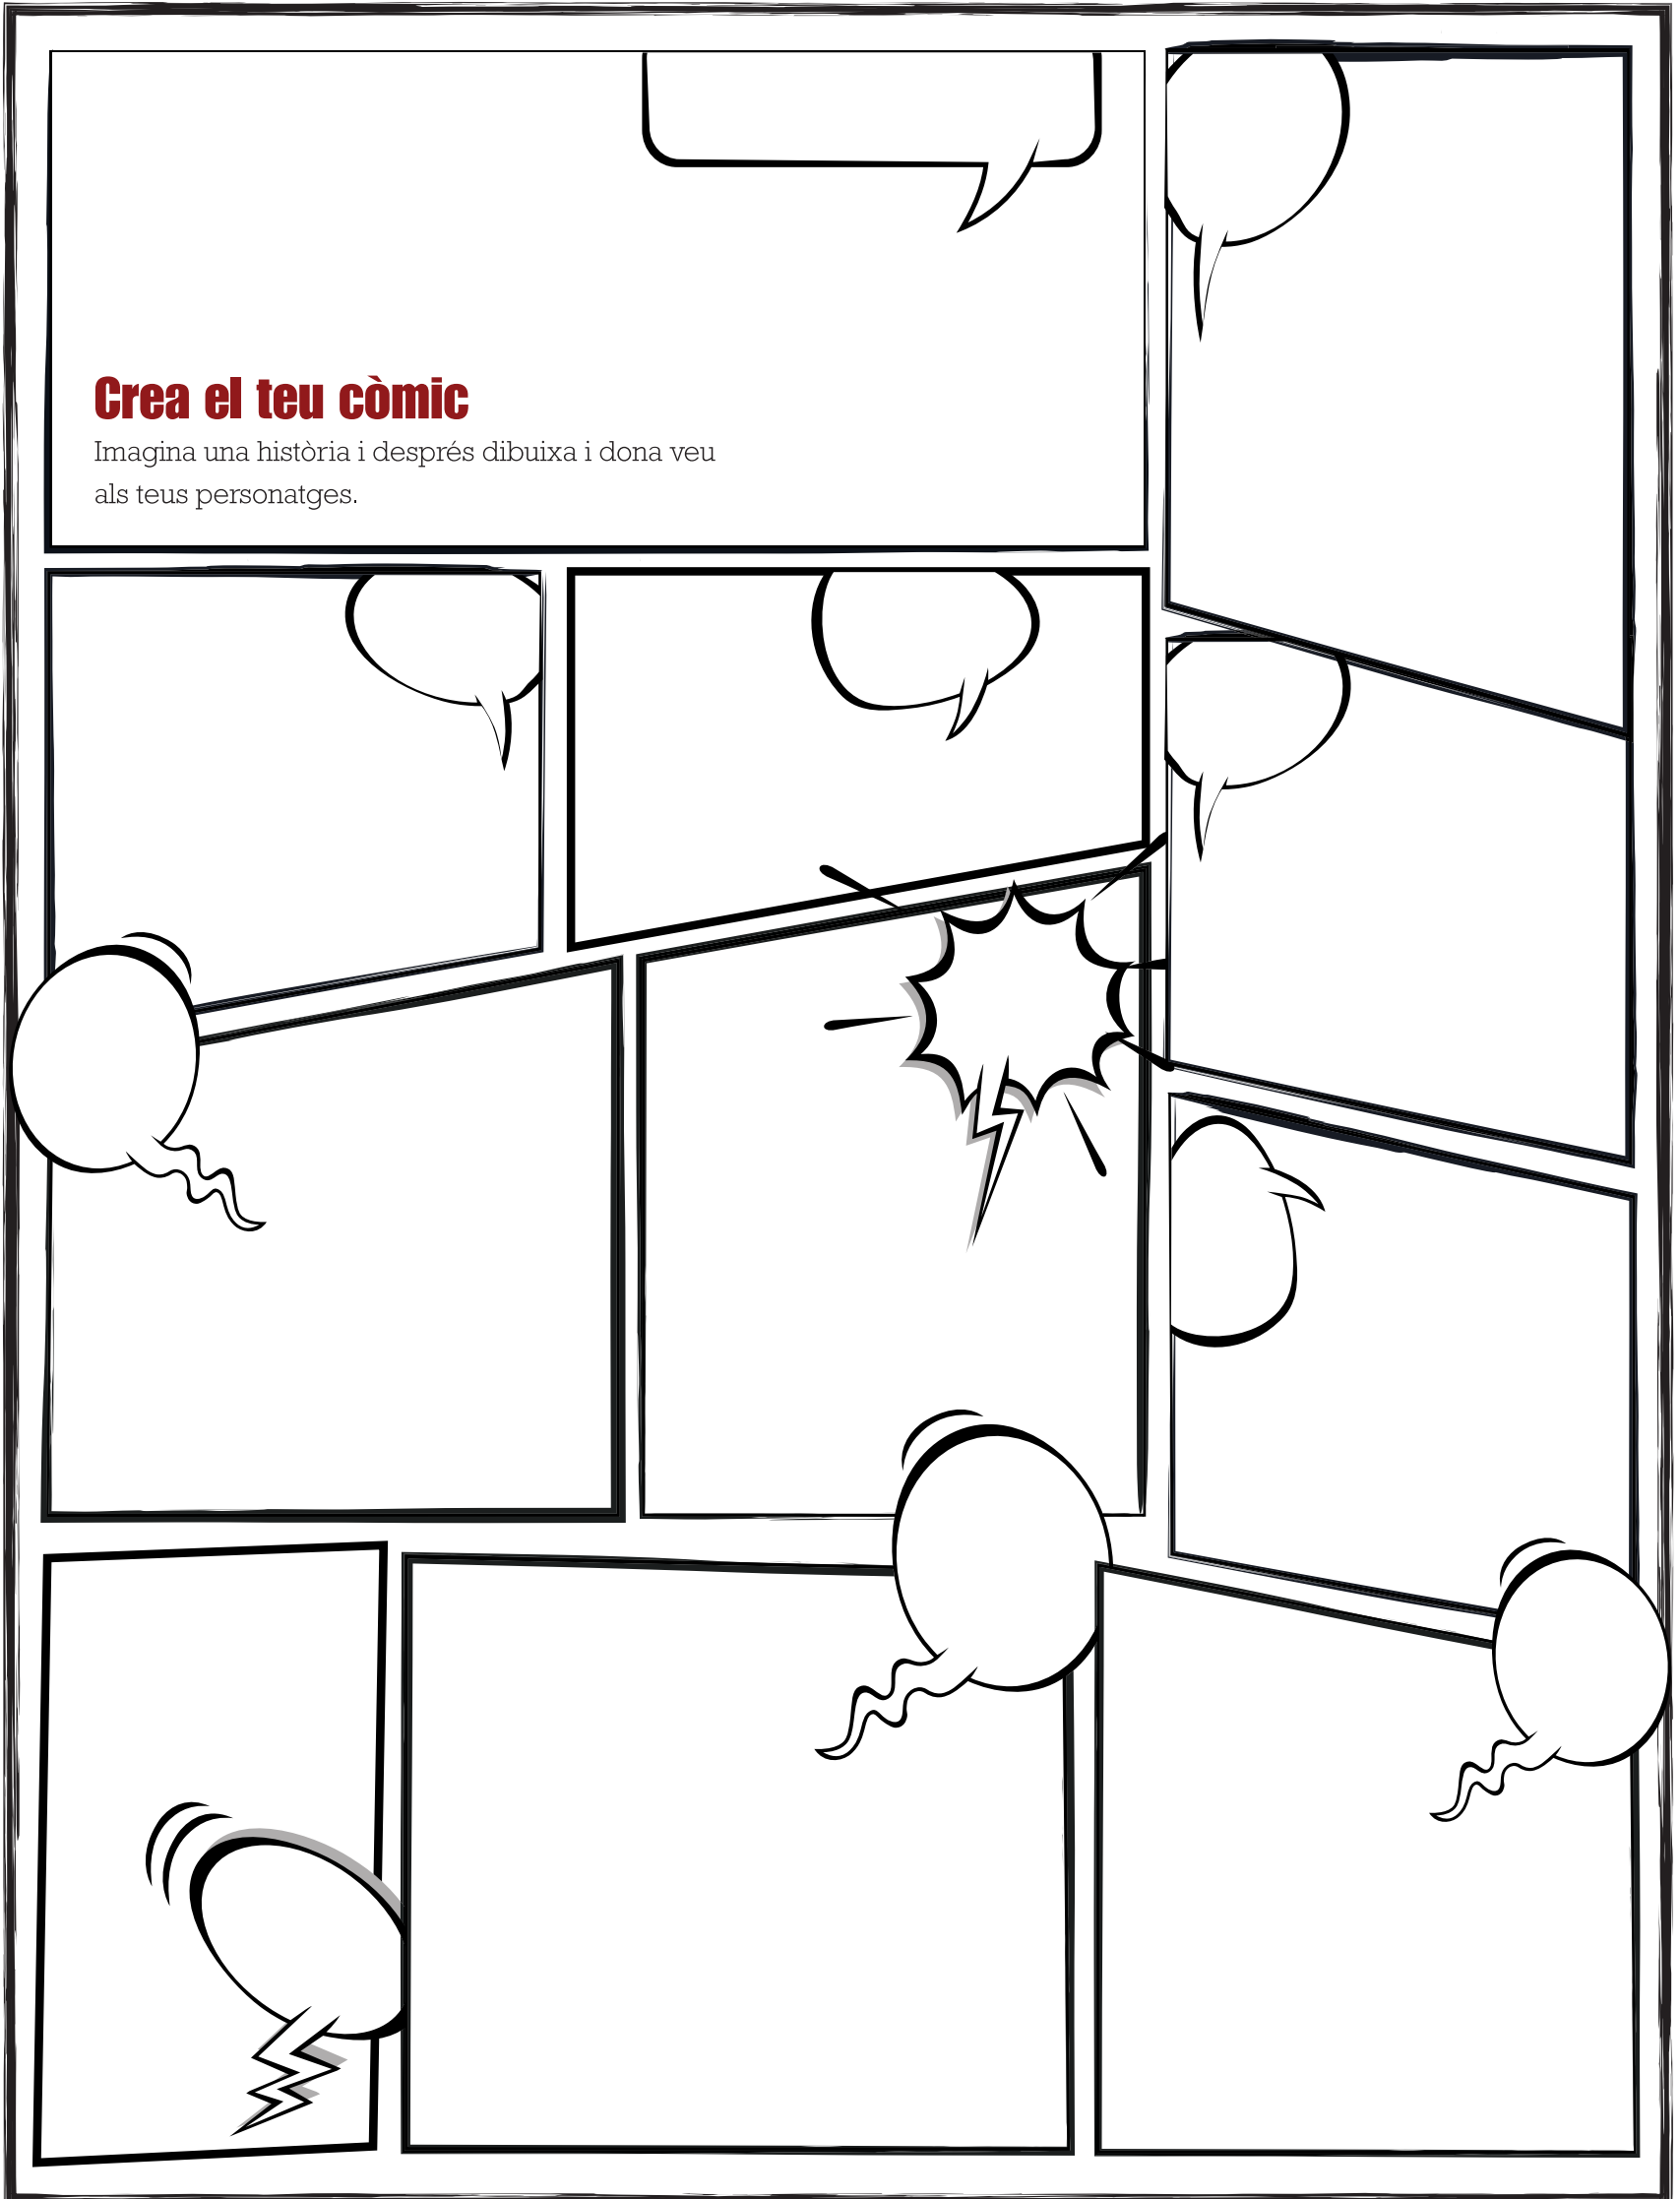 Crea el teu còmic
Imagina una història i després dibuixa i dona veu
als teus personatges.